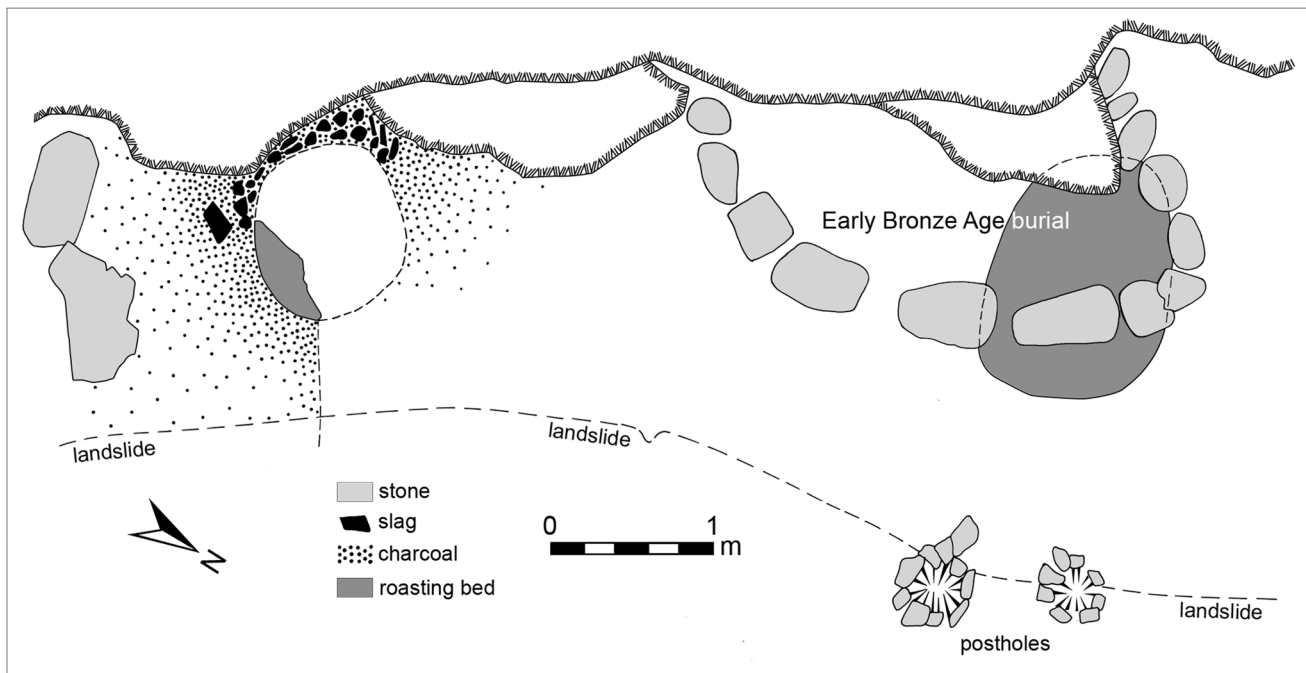 Early Bronze Age burial
landslide
landslide
stone
slag
charcoal
roasting bed
N
0 1
m
landslide
postholes